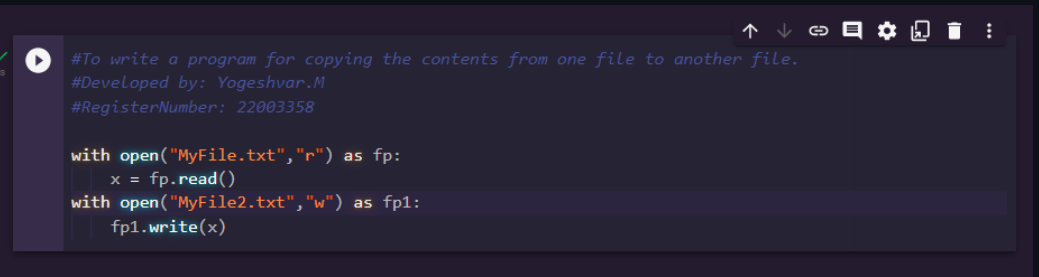 #To write a program for copying the contents from one file to another file.
#Developed by: Yogeshvar.M
#RegisterNumber: 22003358
with open("MyFile.txt","r") as fp:
    x = fp.read()
with open("MyFile2.txt","w") as fp1:
    fp1.write(x)